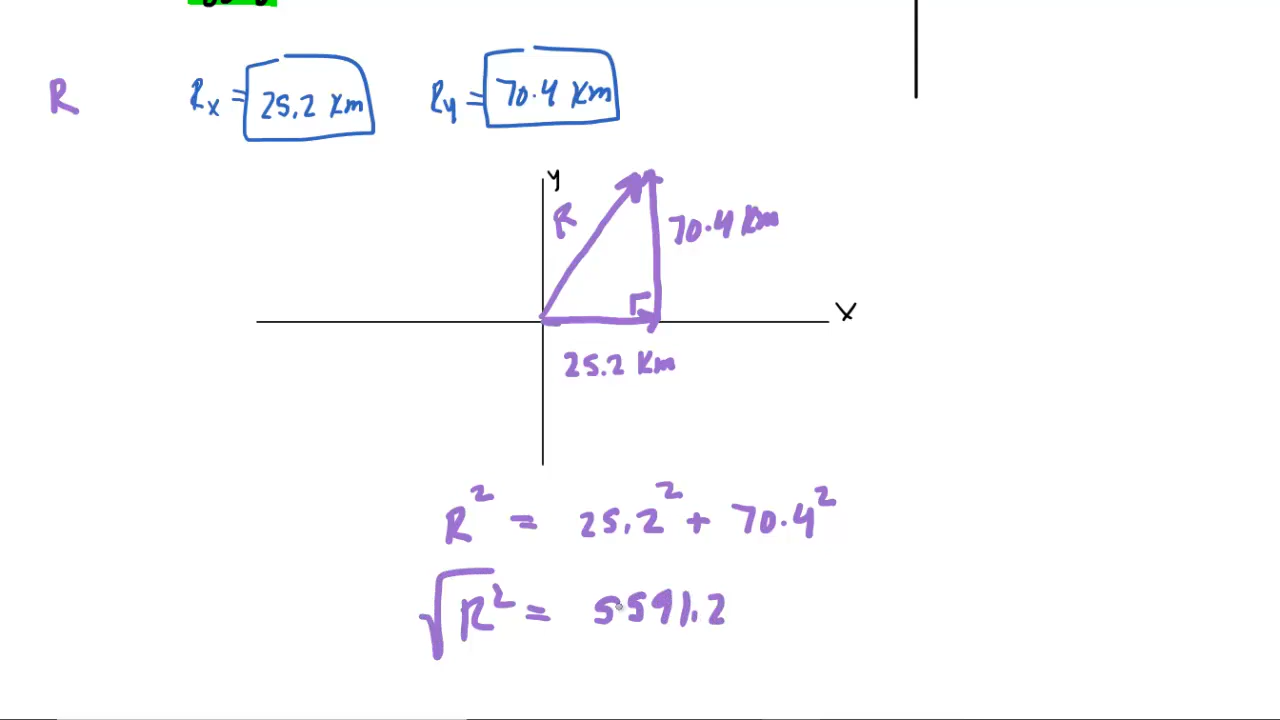 R Rx = 25.2 Km Ry = 70.4 Km
y
R 70.4 Km
X
25.2 Km
R² = 25.2² + 70.4²
√R² = 5591.2